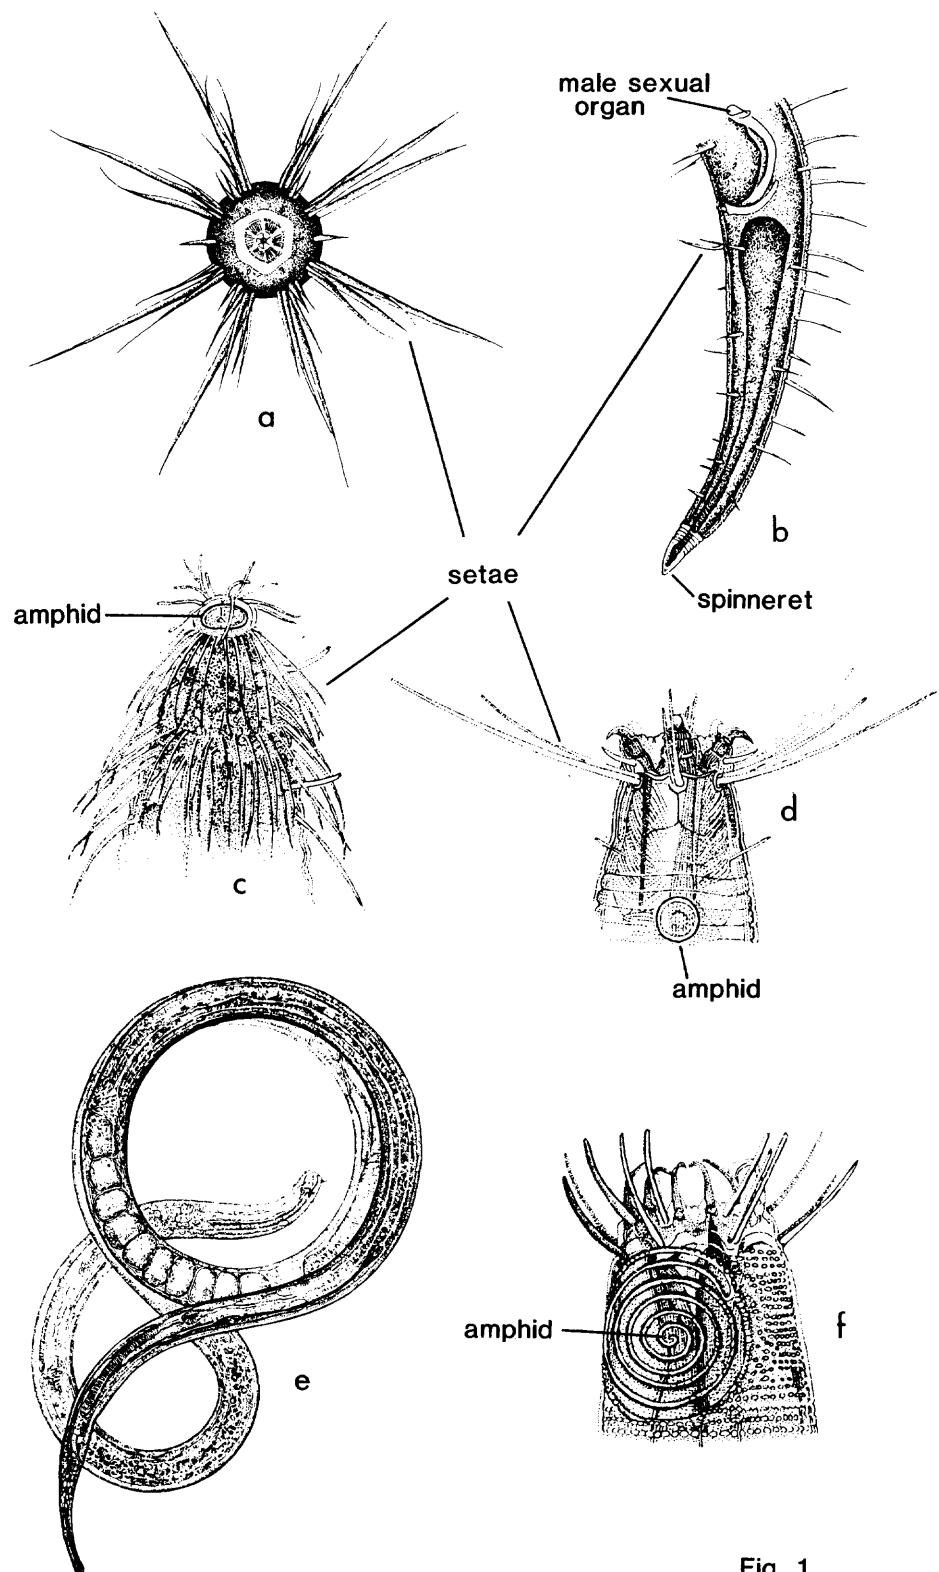 male sexual
organ
a
b
setae
spinneret
amphid
c
d
amphid
e
amphid
f
Fig. 1